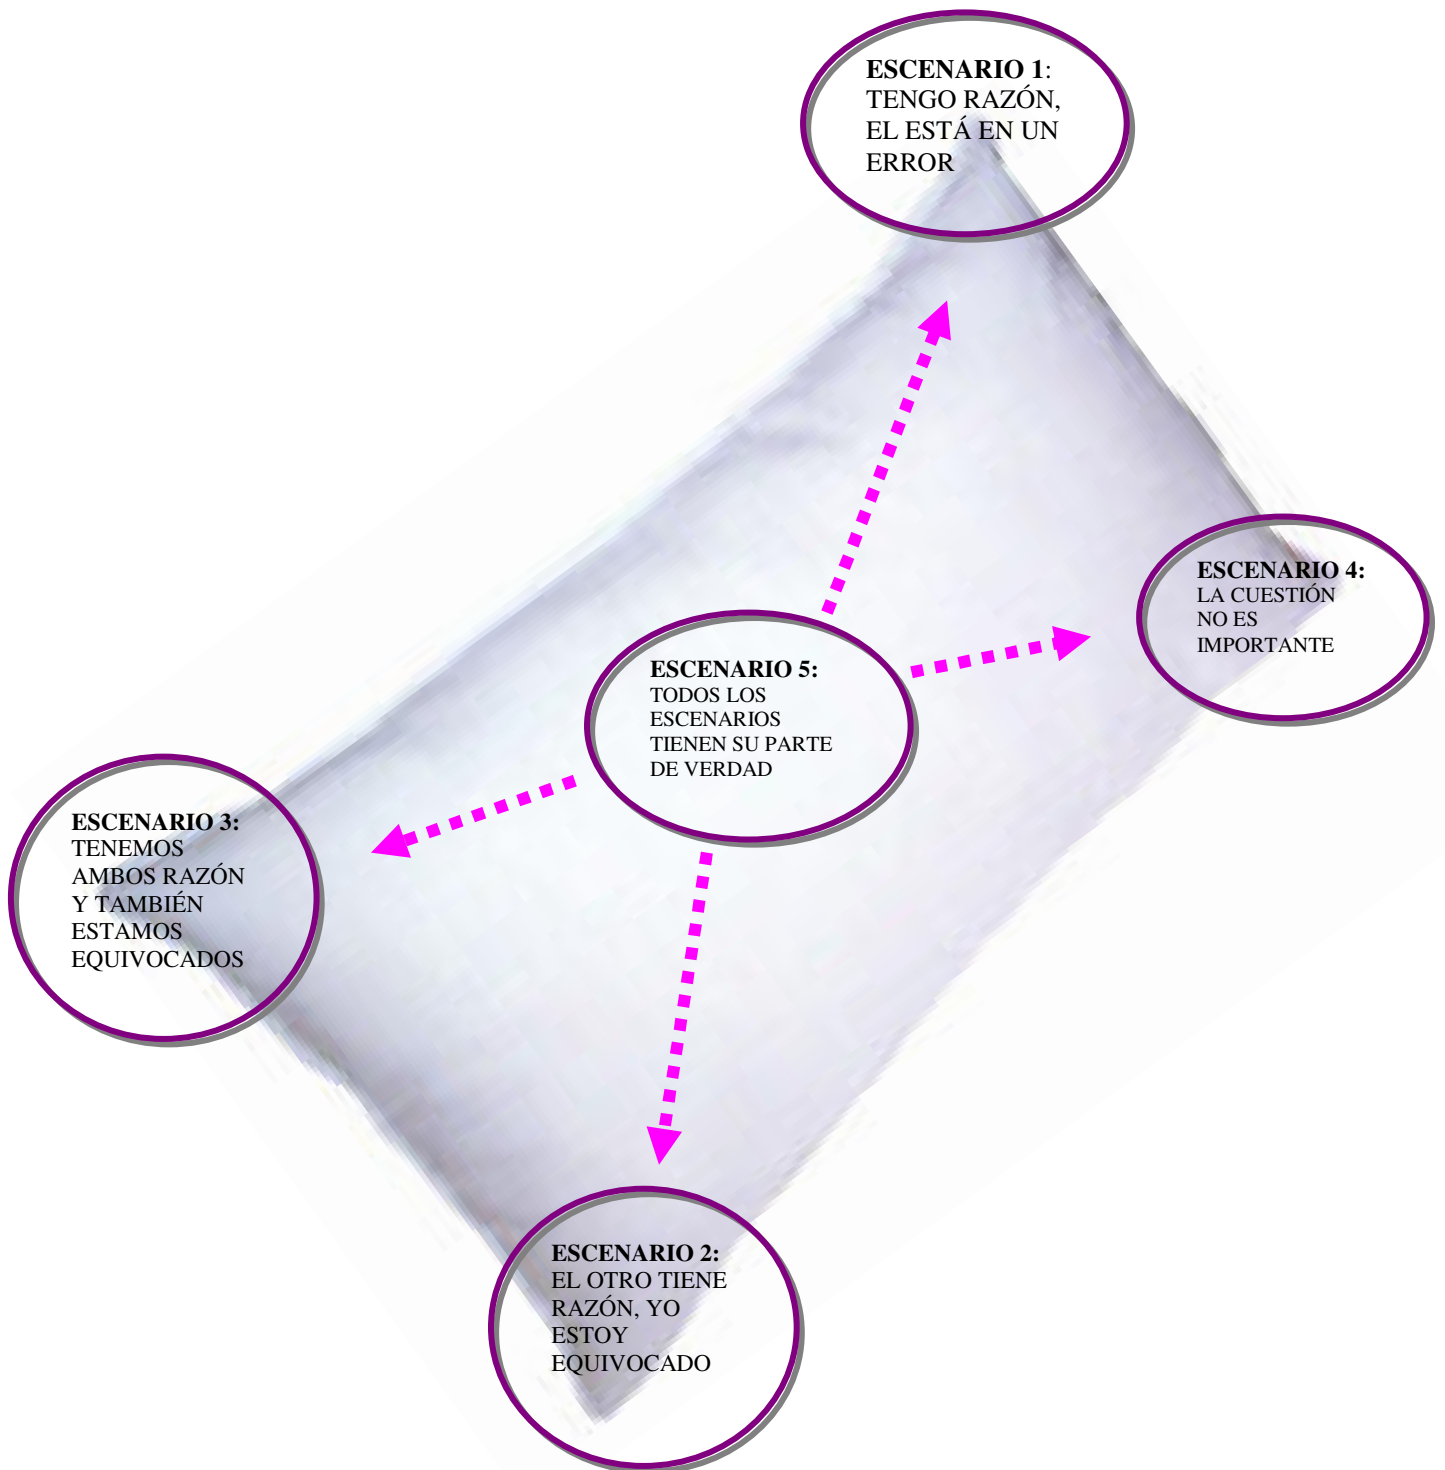 ESCENARIO 1:
TENGO RAZÓN,
EL ESTÁ EN UN
ERROR
ESCENARIO 4:
LA CUESTIÓN
NO ES
IMPORTANTE
ESCENARIO 5:
TODOS LOS
ESCENARIOS
TIENEN SU PARTE
DE VERDAD
ESCENARIO 3:
TENEMOS
AMBOS RAZÓN
Y TAMBIÉN
ESTAMOS
EQUIVOCADOS
ESCENARIO 2:
EL OTRO TIENE
RAZÓN, YO
ESTOY
EQUIVOCADO